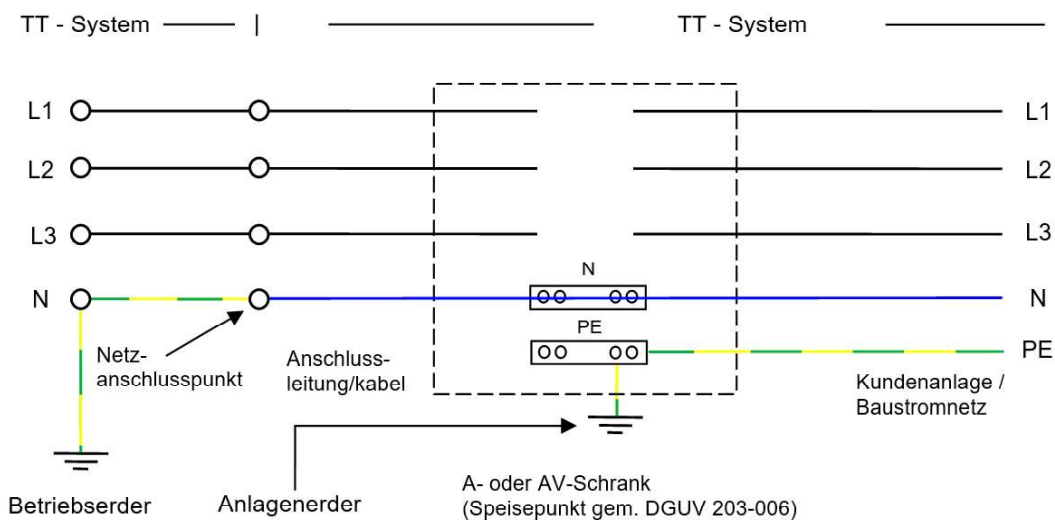 TT - System
TT - System
L1
L1
L2
L2
L3
L3
N
N
N
PE
PE
Netz-
anschlusspunkt
Anschluss-
leitung/kabel
Kundenanlage /
Baustromnetz
Betriebserder
Anlagenerder
A- oder AV-Schrank
(Speisepunkt gem. DGUV 203-006)